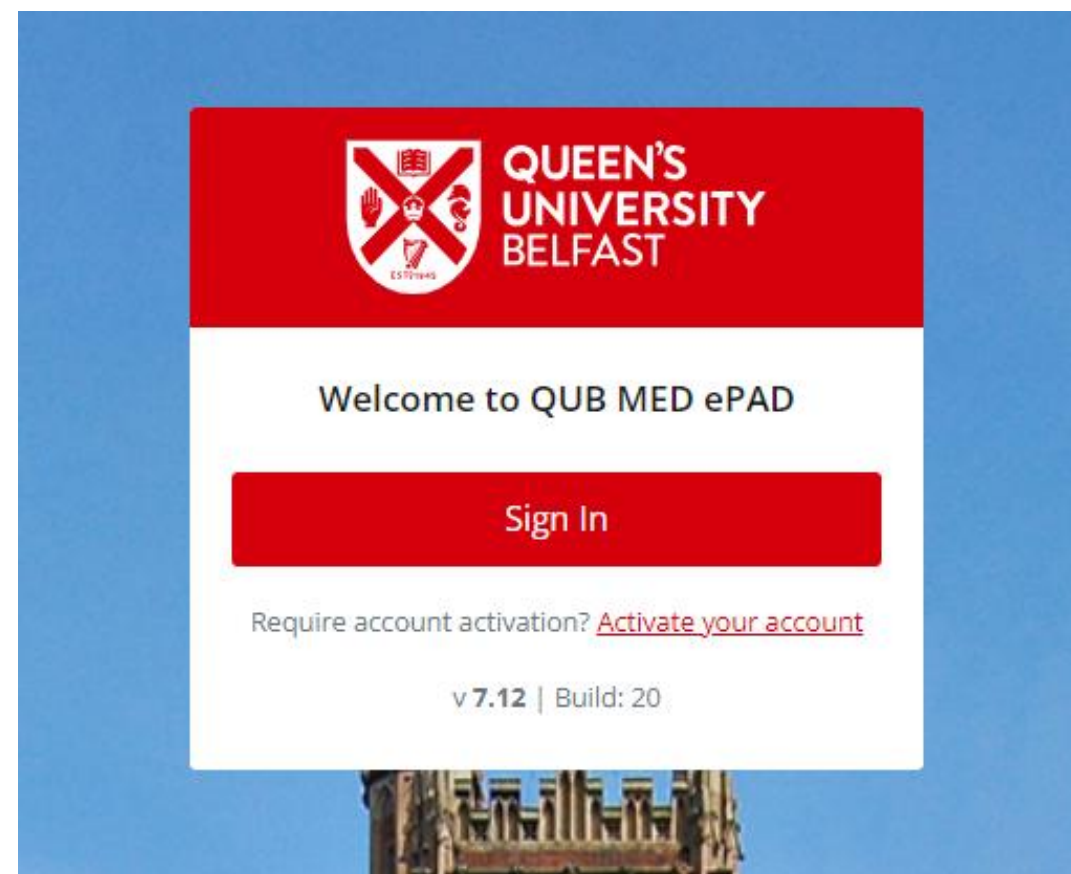 QUEEN'S
UNIVERSITY
BELFAST
Welcome to QUB MED ePAD
Sign In
Require account activation? Activate your account
v 7.12 | Build: 20